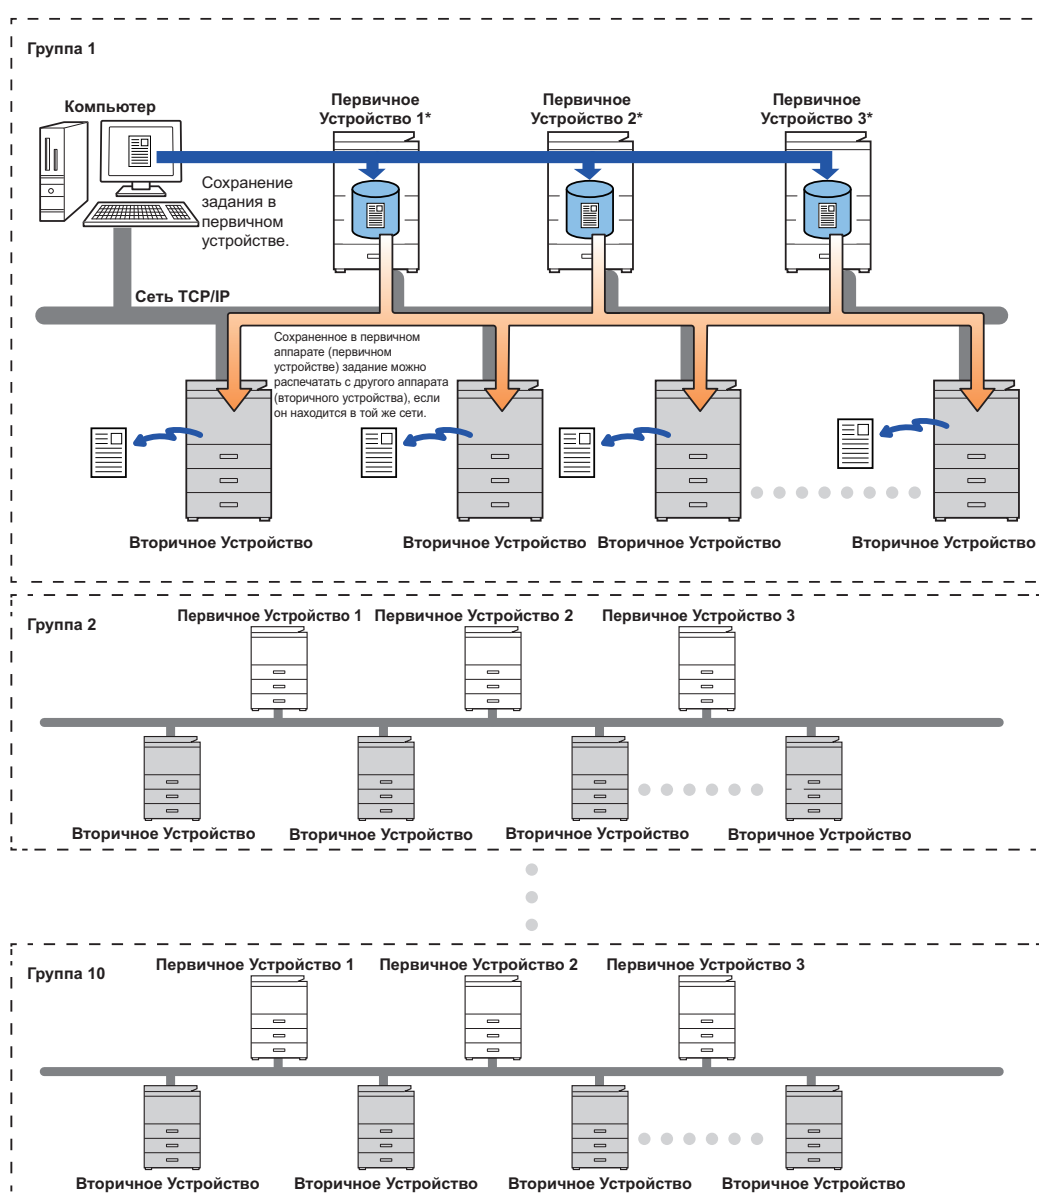 Группа 1
Компьютер
Первичное
Устройство 1*
Первичное
Устройство 2*
Первичное
Устройство 3*
Сохранение
задания в
первичном
устройстве.
Сеть TCP/IP
Сохраненное в первичном
аппарате (первичном
устройстве) задание можно
распечатать с другого аппарата
(вторичного устройства), если
он находится в той же сети.
Вторичное Устройство
Вторичное Устройство
Вторичное Устройство
Вторичное Устройство
Группа 2
Первичное Устройство 1
Первичное Устройство 2
Первичное Устройство 3
Вторичное Устройство
Вторичное Устройство
Вторичное Устройство
Вторичное Устройство
Группа 10
Первичное Устройство 1
Первичное Устройство 2
Первичное Устройство 3
Вторичное Устройство
Вторичное Устройство
Вторичное Устройство
Вторичное Устройство